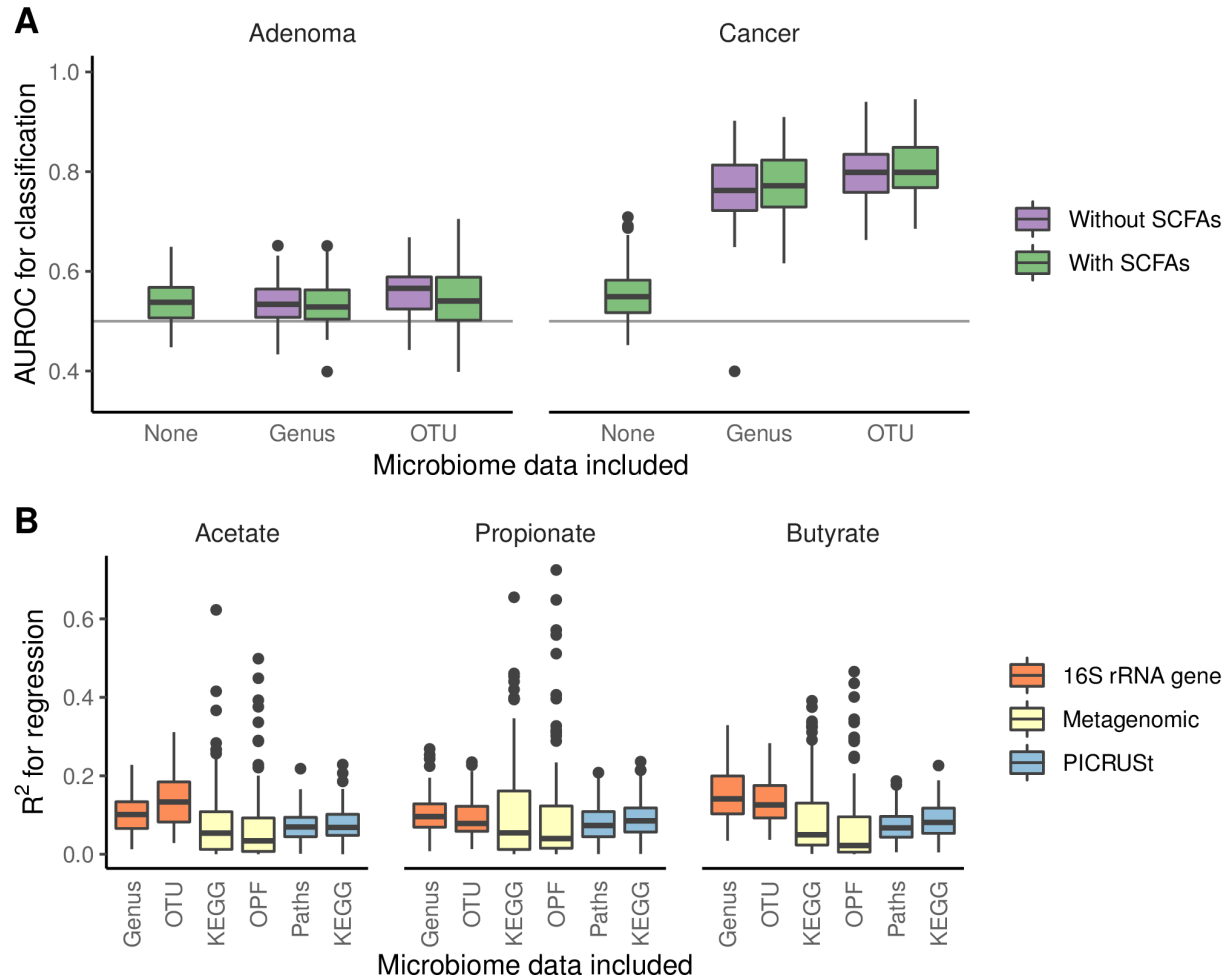 A
Adenoma
Cancer
AUROC for classification
1.0
0.8
0.6
0.4
None
Genus
OTU
None
Genus
OTU
Microbiome data included
Without SCFAs
With SCFAs
B
Acetate
Propionate
Butyrate
R² for regression
0.6
0.4
0.2
0.0
Genus
OTU
KEGG
OPF
Paths
KEGG
Genus
OTU
KEGG
OPF
Paths
KEGG
Genus
OTU
KEGG
OPF
Paths
KEGG
Microbiome data included
16S rRNA gene
Metagenomic
PICRUSt